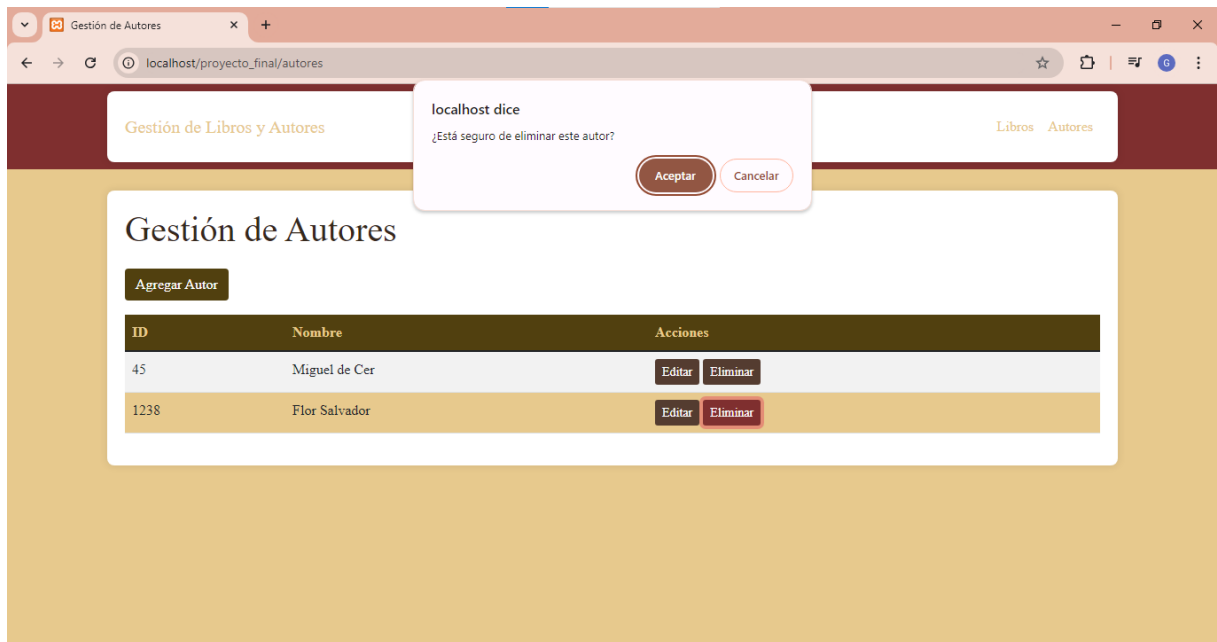 Gestión de Autores
localhost/proyecto_final/autores
G
localhost dice
¿Está seguro de eliminar este autor?
Aceptar Cancelar
Gestión de Libros y Autores Libros Autores
Gestión de Autores
Agregar Autor
ID Nombre Acciones
45 Miguel de Cer Editar Eliminar
1238 Flor Salvador Editar Eliminar